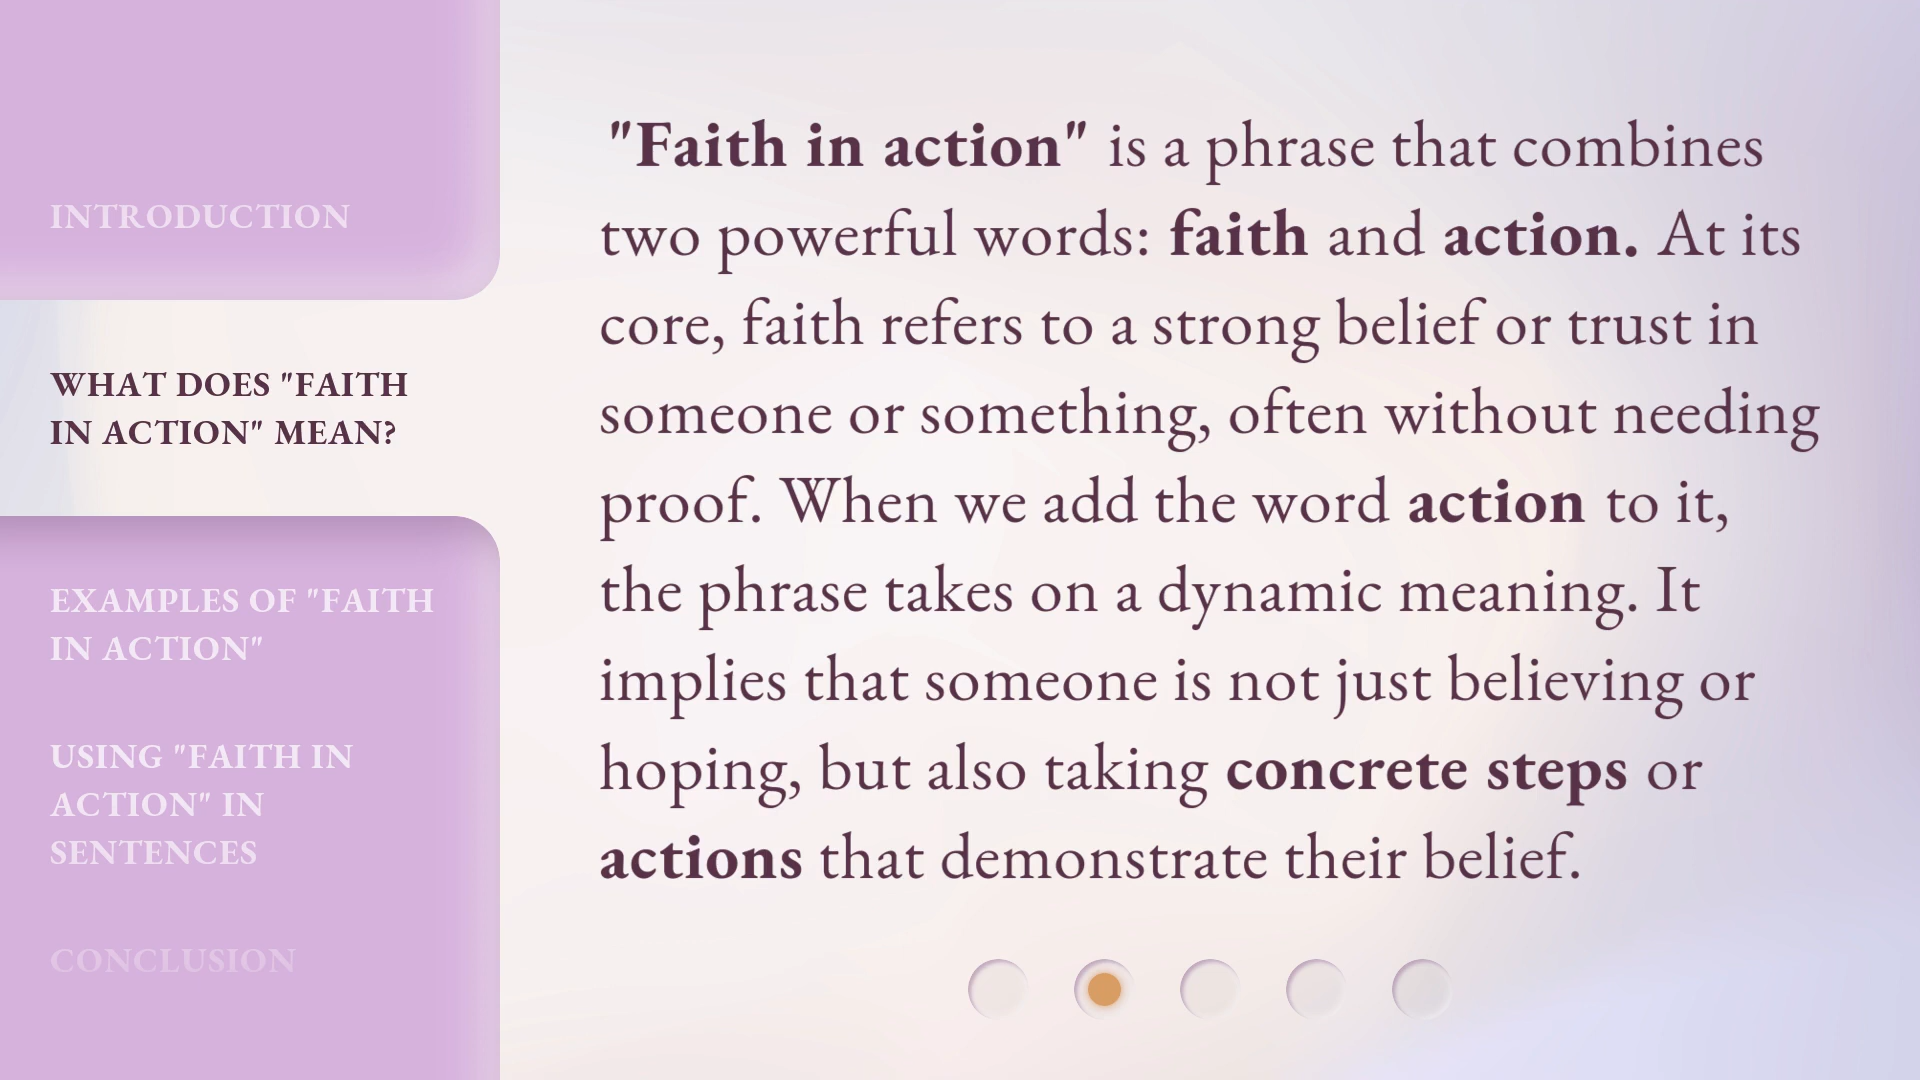 INTRODUCTION
WHAT DOES "FAITH
IN ACTION" MEAN?
EXAMPLES OF "FAITH
IN ACTION"
USING "FAITH IN
ACTION" IN
SENTENCES
CONCLUSION
"Faith in action" is a phrase that combines
two powerful words: faith and action. At its
core, faith refers to a strong belief or trust in
someone or something, often without needing
proof. When we add the word action to it,
the phrase takes on a dynamic meaning. It
implies that someone is not just believing or
hoping, but also taking concrete steps or
actions that demonstrate their belief.